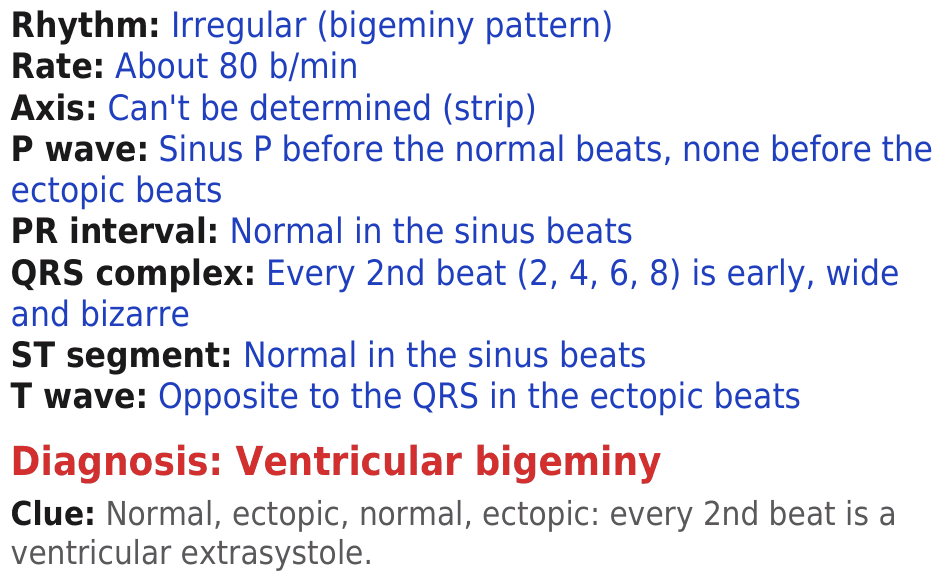 Rhythm: Irregular (bigeminy pattern)
Rate: About 80 b/min
Axis: Can't be determined (strip)
P wave: Sinus P before the normal beats, none before the
ectopic beats
PR interval: Normal in the sinus beats
QRS complex: Every 2nd beat (2, 4, 6, 8) is early, wide
and bizarre
ST segment: Normal in the sinus beats
T wave: Opposite to the QRS in the ectopic beats
Diagnosis: Ventricular bigeminy
Clue: Normal, ectopic, normal, ectopic: every 2nd beat is a
ventricular extrasystole.